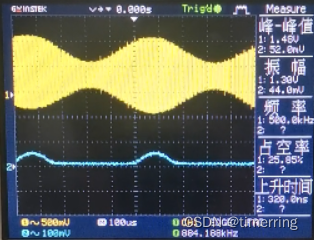 GWINSTEK 0.000s Trig'd Measure
峰-峰值
1: 1.48V
2: 52.0mV
振 幅
1: 1.30V
2: 44.0mV
频 率
1: 500.0kHz
2: ?
占空率
1: 25.85%
2: ?
上升时间
1: 320.0ns
2: ?
1 500mV 100us
2 100mV 884.188kHz
CSDN @timerring